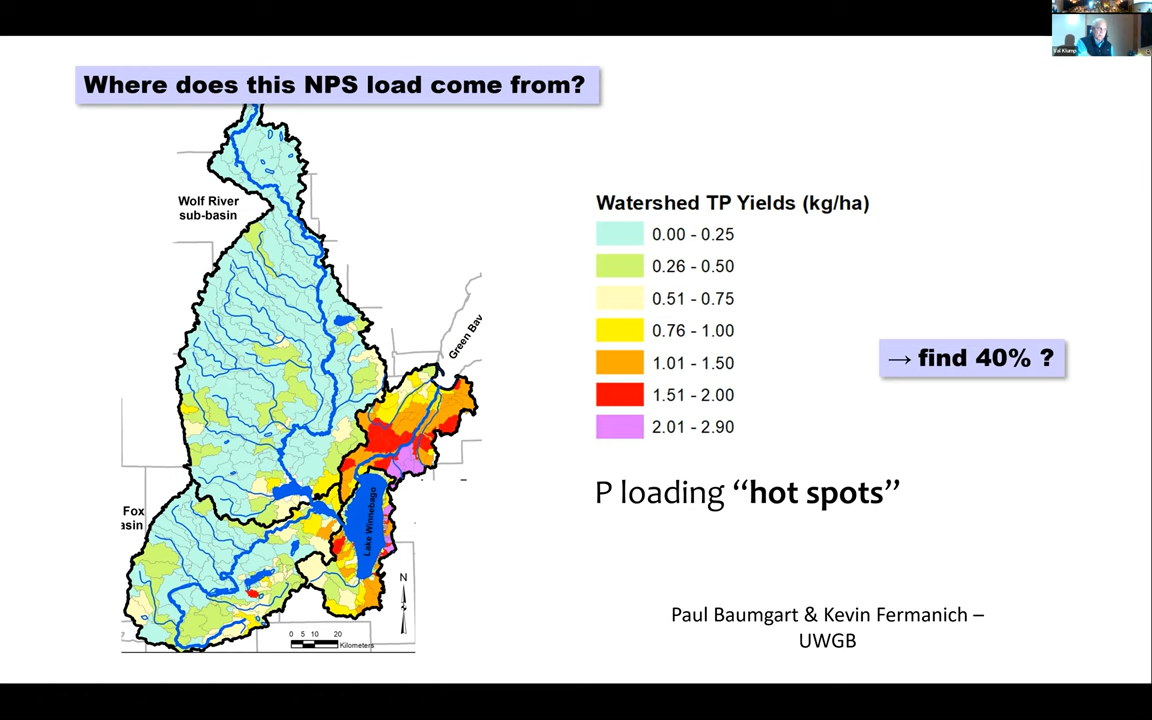 Val Klump
Where does this NPS load come from?
Wolf River
sub-basin
Green Bay
Fox
asin
Lake Winnebago
N
0 5 10 20
Kilometers
Watershed TP Yields (kg/ha)
0.00 - 0.25
0.26 - 0.50
0.51 - 0.75
0.76 - 1.00
1.01 - 1.50
1.51 - 2.00
2.01 - 2.90
→ find 40% ?
P loading “hot spots”
Paul Baumgart & Kevin Fermanich –
UWGB